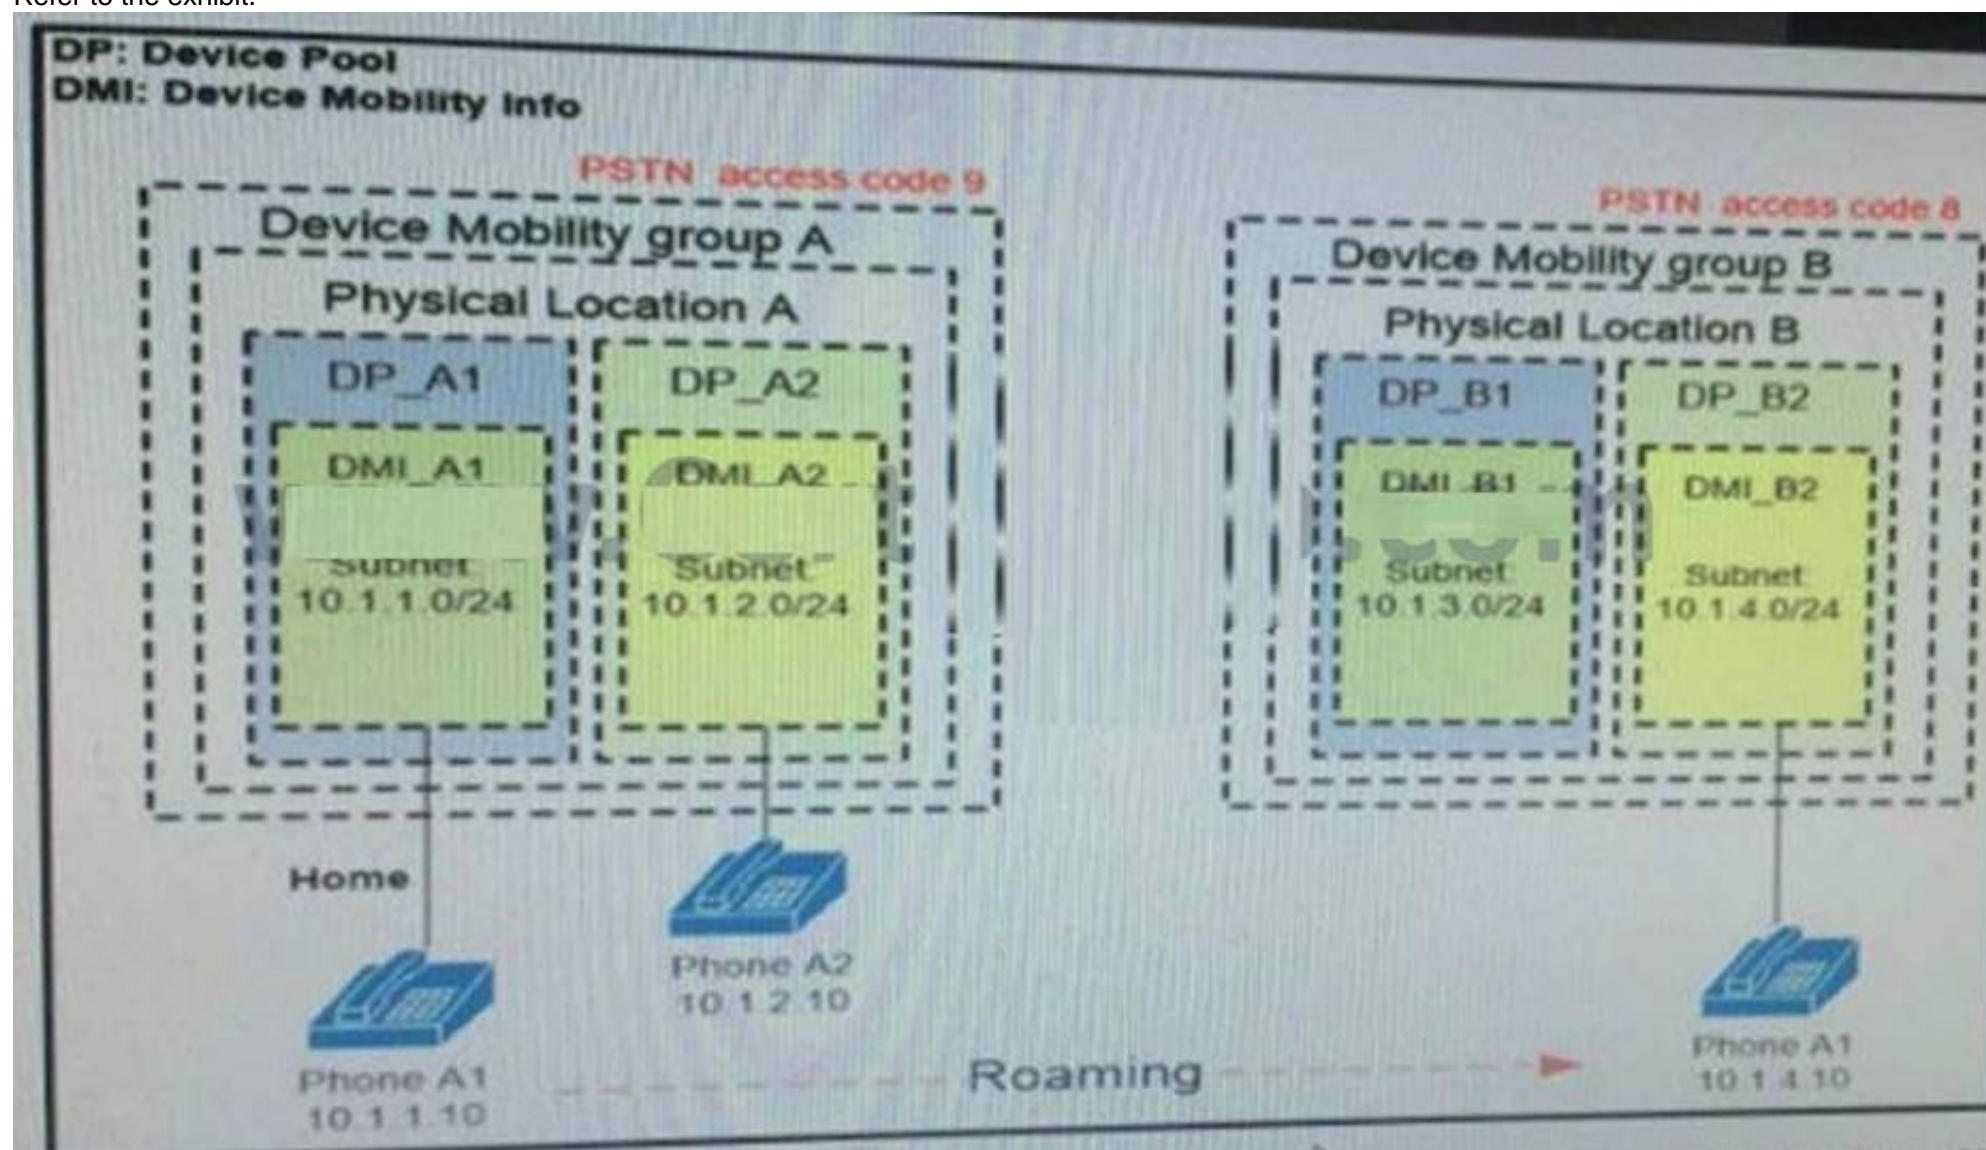 Refer to the exhibit.
DP: Device Pool
DMI: Device Mobility Info
PSTN access code 9
Device Mobility group A
Physical Location A
DP_A1
DMI_A1
Subnet
10.1.1.0/24
DP_A2
DMI_A2
Subnet
10.1.2.0/24
PSTN access code 8
Device Mobility group B
Physical Location B
DP_B1
DMI_B1
Subnet
10.1.3.0/24
DP_B2
DMI_B2
Subnet
10.1.4.0/24
Home
Phone A1
10.1.1.10
Phone A2
10.1.2.10
Roaming
Phone A1
10.1.4.10